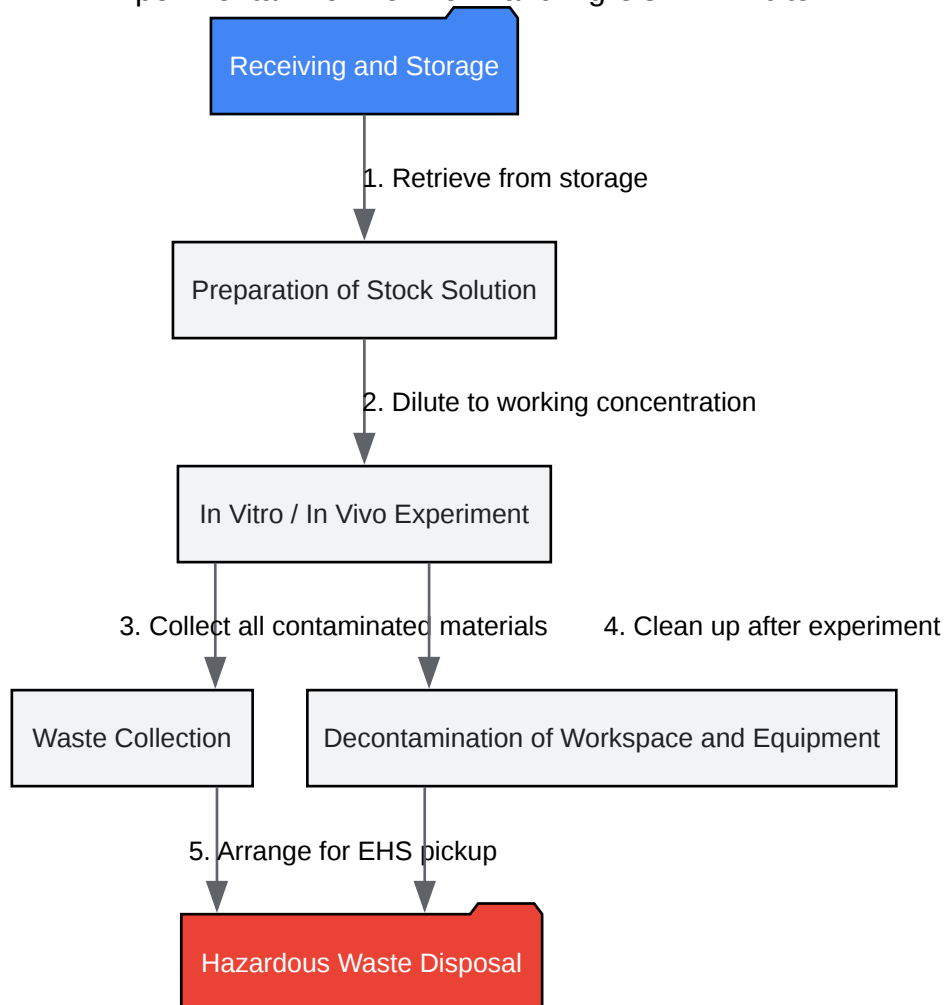 Receiving and Storage
1. Retrieve from storage
Preparation of Stock Solution
2. Dilute to working concentration
In Vitro / In Vivo Experiment
3. Collect all contaminated materials
4. Clean up after experiment
Waste Collection
Decontamination of Workspace and Equipment
5. Arrange for EHS pickup
Hazardous Waste Disposal